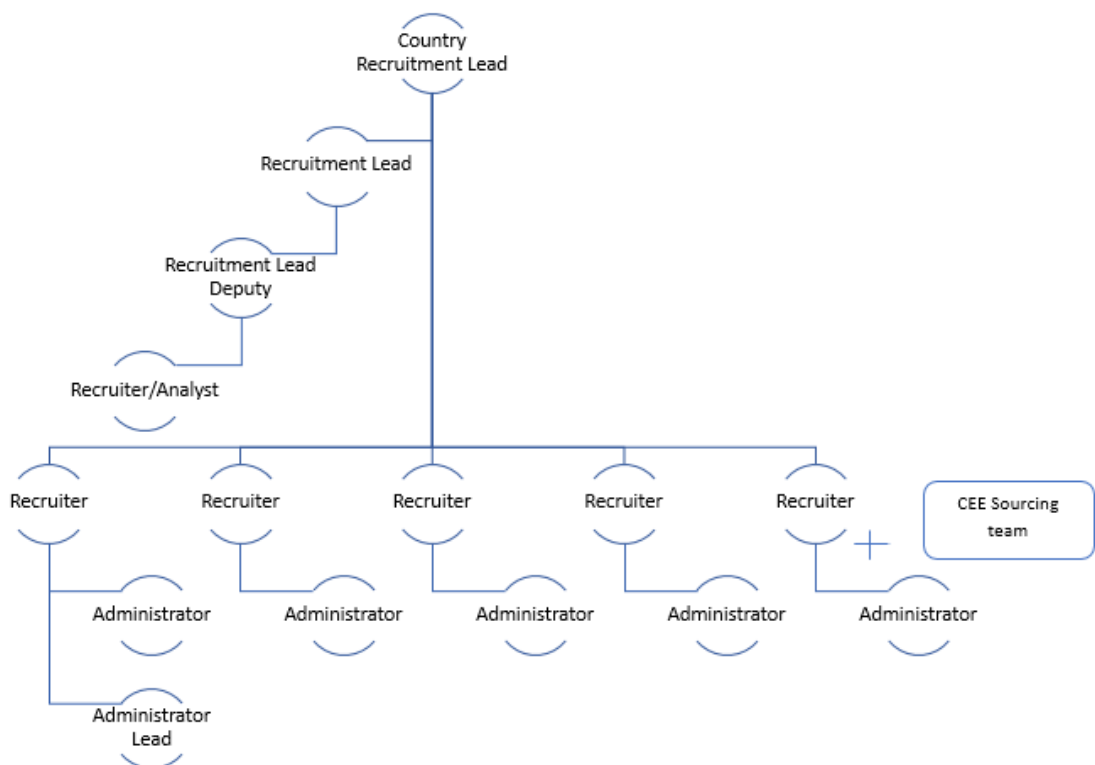 Country
Recruitment Lead
Recruitment Lead
Recruitment Lead
Deputy
Recruiter/Analyst
Recruiter
Recruiter
Recruiter
Recruiter
Recruiter
CEE Sourcing
team
Administrator
Administrator
Administrator
Administrator
Administrator
Administrator
Lead